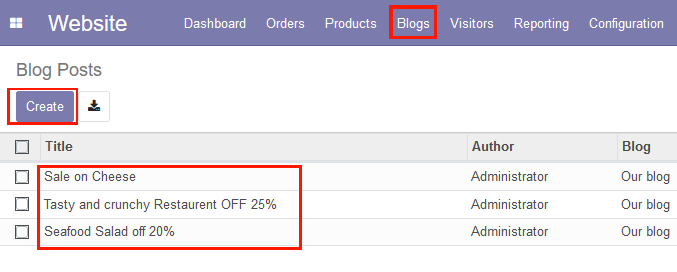 Website Dashboard Orders Products Blogs Visitors Reporting Configuration
Blog Posts
Create
Title Author Blog
Sale on Cheese Administrator Our blog
Tasty and crunchy Restaurent OFF 25% Administrator Our blog
Seafood Salad off 20% Administrator Our blog